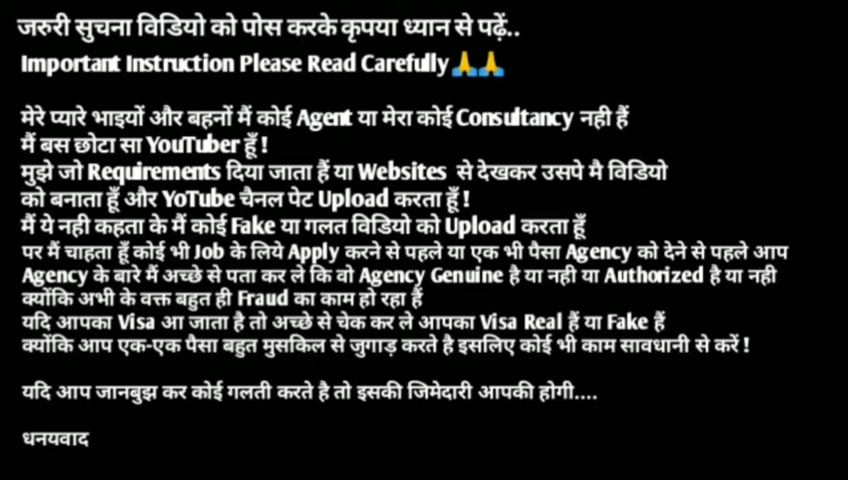 जरुरी सुचना विडियो को पोस करके कृपया ध्यान से पढ़ें..
Important Instruction Please Read Carefully🙏🙏
मेरे प्यारे भाइयों और बहनों मैं कोई Agent या मेरा कोई Consultancy नही हैं
मैं बस छोटा सा YouTuber हूँ !
मुझे जो Requirements दिया जाता हैं या Websites से देखकर उसपे मै विडियो
को बनाता हूँ और YoTube चैनल पेट Upload करता हूँ !
मैं ये नही कहता के मैं कोई Fake या गलत विडियो को Upload करता हूँ
पर मैं चाहता हूँ कोई भी Job के लिये Apply करने से पहले या एक भी पैसा Agency को देने से पहले आप
Agency के बारे मैं अच्छे से पता कर ले कि वो Agency Genuine है या नही या Authorized है या नही
क्योंकि अभी के वक्त बहुत ही Fraud का काम हो रहा हैं
यदि आपका Visa आ जाता है तो अच्छे से चेक कर ले आपका Visa Real हैं या Fake हैं
क्योंकि आप एक-एक पैसा बहुत मुसकिल से जुगाड़ करते है इसलिए कोई भी काम सावधानी से करें !
यदि आप जानबुझ कर कोई गलती करते है तो इसकी जिमेदारी आपकी होगी....
धनयवाद